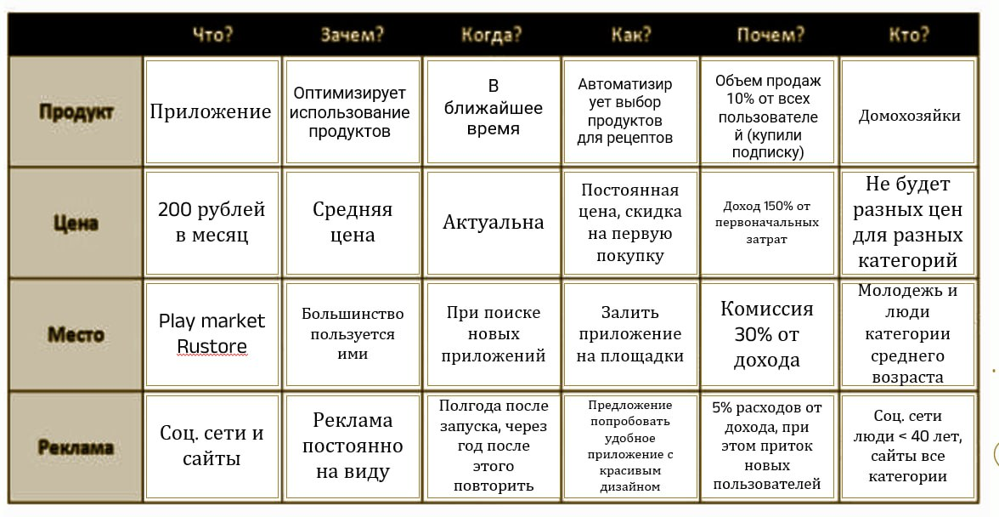 Что? Зачем? Когда? Как? Почем? Кто?
Продукт
Приложение
Оптимизирует
использование
продуктов
В
ближайшее
время
Автоматизир
ует выбор
продуктов
для рецептов
Объем продаж
10% от всех
пользователе
й (купили
подписку)
Домохозяйки
Цена
200 рублей
в месяц
Средняя
цена
Актуальна
Постоянная
цена, скидка
на первую
покупку
Доход 150% от
первоначальных
затрат
Не будет
разных цен
для разных
категорий
Место
Play market
Rustore
Большинство
пользуется
ими
При поиске
новых
приложений
Залить
приложение
на площадки
Комиссия
30% от
дохода
Молодежь и
люди
категории
среднего
возраста
Реклама
Соц. сети и
сайты
Реклама
постоянно
на виду
Полгода после
запуска, через
год после
этого
повторить
Предложение
попробовать
удобное
приложение с
красивым
дизайном
5% расходов от
дохода, при
этом приток
новых
пользователей
Соц. сети
люди < 40 лет,
сайты все
категории